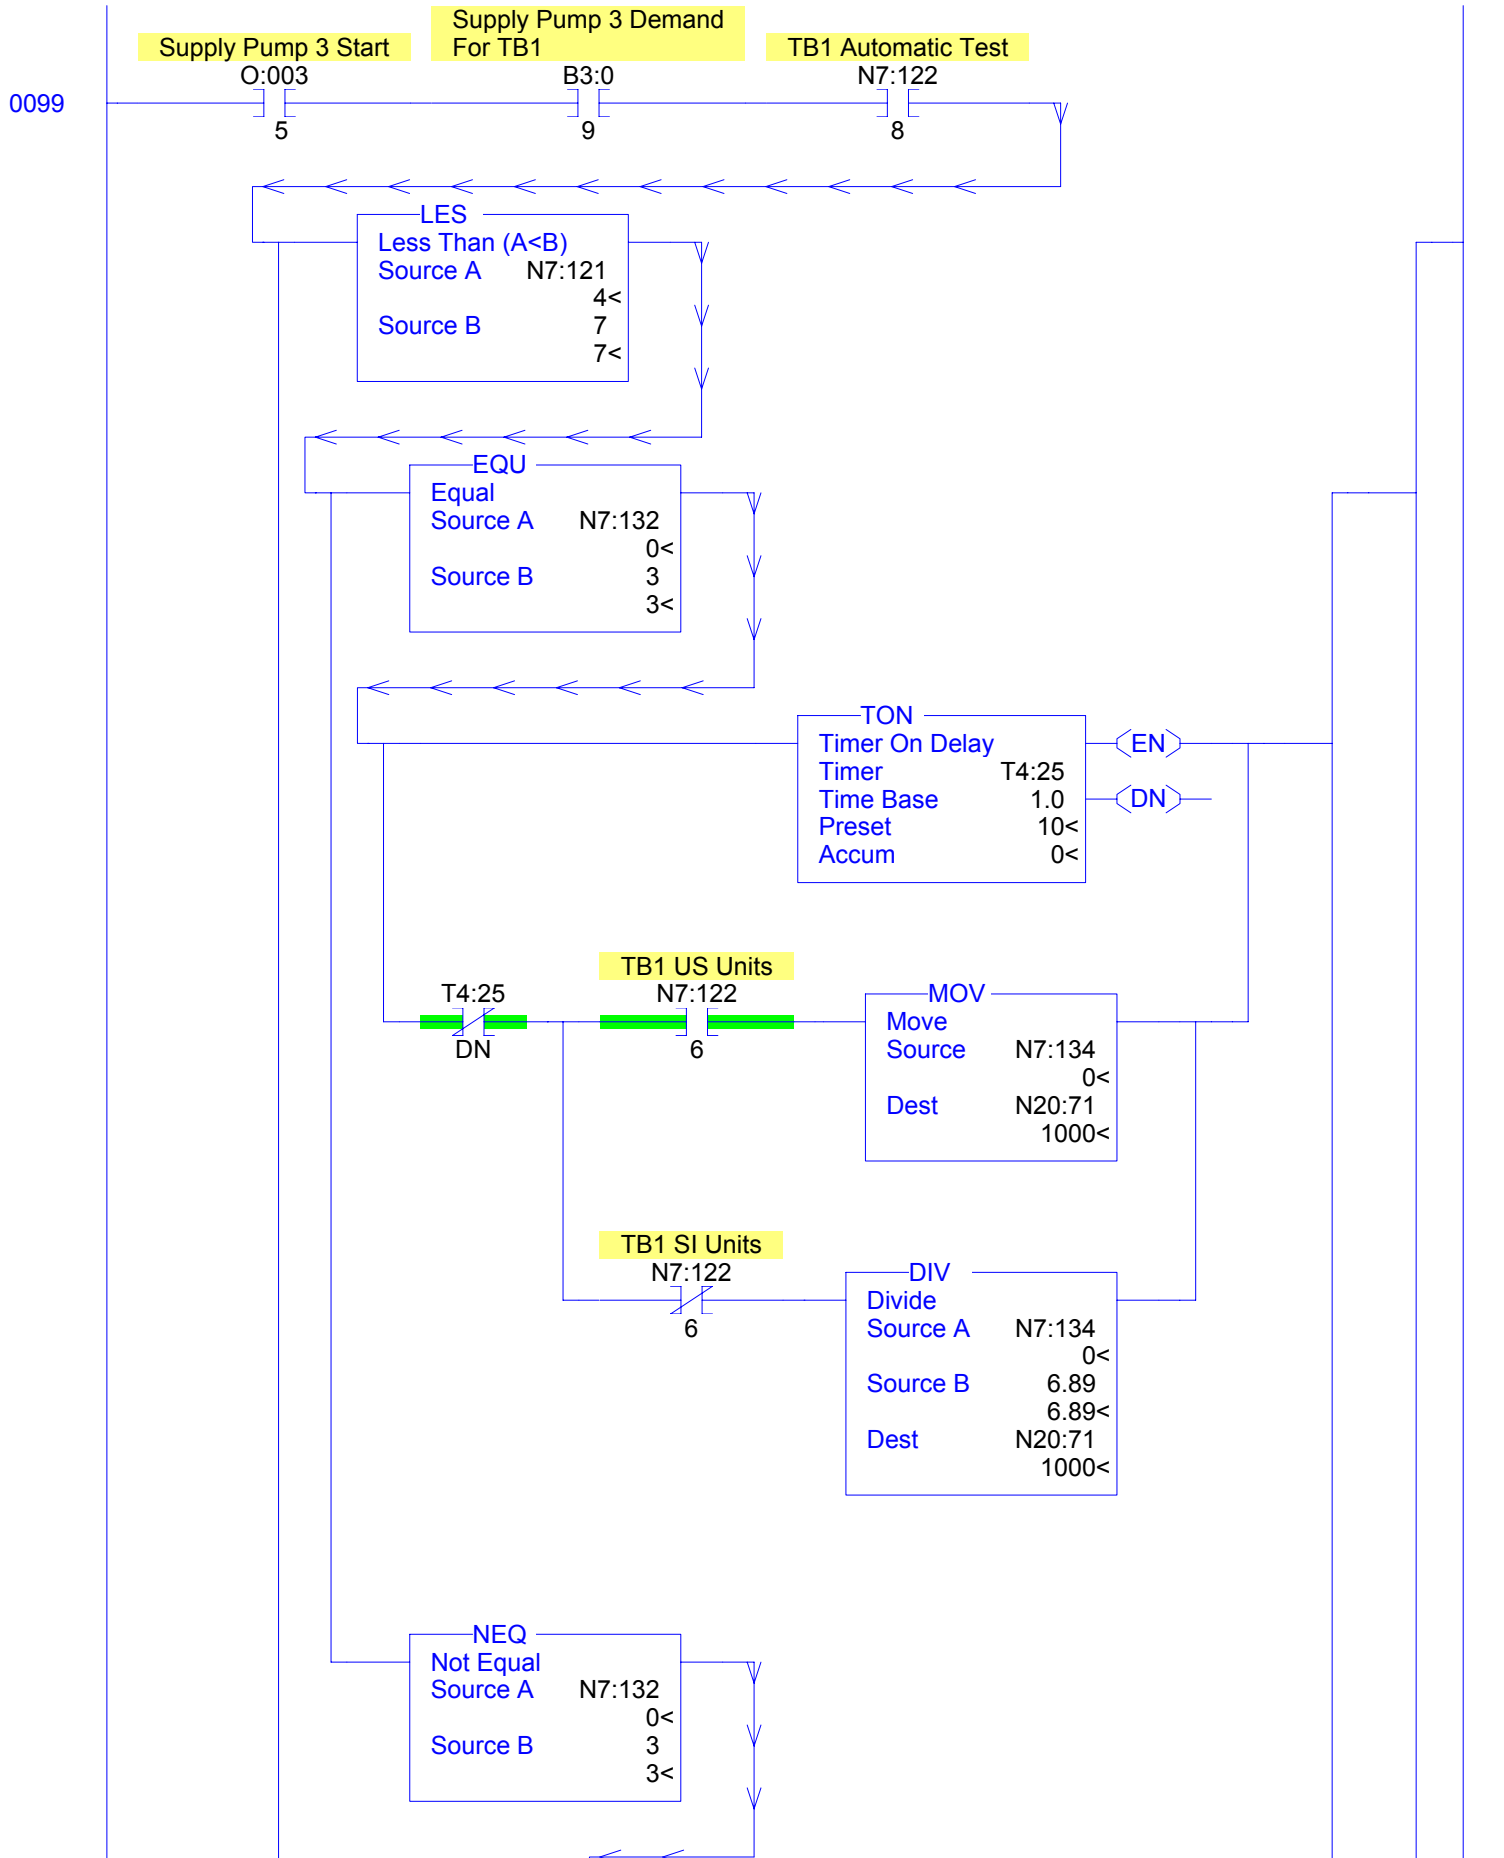 Supply Pump 3 Start
Supply Pump 3 Demand
For TB1
TB1 Automatic Test
O:003
B3:0
N7:122
0099
5
9
8
LES
Less Than (A<B)
Source A N7:121
4<
Source B 7
7<
EQU
Equal
Source A N7:132
0<
Source B 3
3<
TON
Timer On Delay
Timer T4:25
Time Base 1.0
Preset 10<
Accum 0<
EN
DN
TB1 US Units
T4:25
DN
N7:122
6
MOV
Move
Source N7:134
0<
Dest N20:71
1000<
TB1 SI Units
N7:122
6
DIV
Divide
Source A N7:134
0<
Source B 6.89
6.89<
Dest N20:71
1000<
NEQ
Not Equal
Source A N7:132
0<
Source B 3
3<